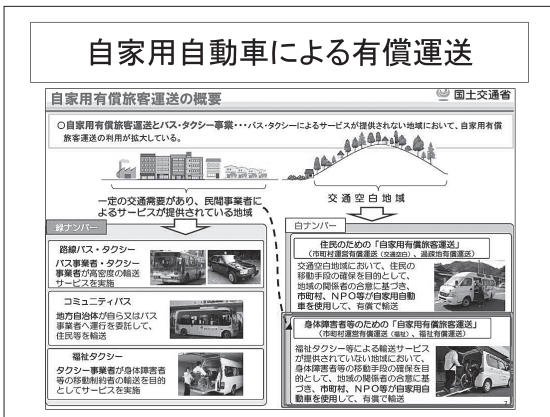 自家用自動車による有償運送
自家用有償旅客運送の概要
国土交通省
○自家用有償旅客運送とバス・タクシー事業・・・バス・タクシーによるサービスが提供されない地域において、自家用有償
旅客運送の利用が拡大している。
一定の交通需要があり、民間事業者に
よるサービスが提供されている地域
交通空白地域
緑ナンバー
路線バス・タクシー
バス事業者・タクシー
事業者が高密度の輸送
サービスを実施
コミュニティバス
地方自治体が自ら又はバス
事業者へ運行を委託して、
住民等を輸送
福祉タクシー
タクシー事業者が身体障害者
等の移動制約者の輸送を目的
としてサービスを実施
白ナンバー
住民のための「自家用有償旅客運送」
(市町村運営有償運送(交通空白)、過疎地有償運送)
交通空白地域において、住民の
移動手段の確保を目的として、
地域の関係者の合意に基づき、
市町村、NPO等が自家用自動
車を使用して、有償で輸送
身体障害者等のための「自家用有償旅客運送」
(市町村運営有償運送(福祉)、福祉有償運送)
福祉タクシー等による輸送サービス
が提供されていない地域において、
身体障害者等の移動手段の確保を目
的として、地域の関係者の合意に基
づき、市町村、NPO等が自家用自
動車を使用して、有償で輸送
7